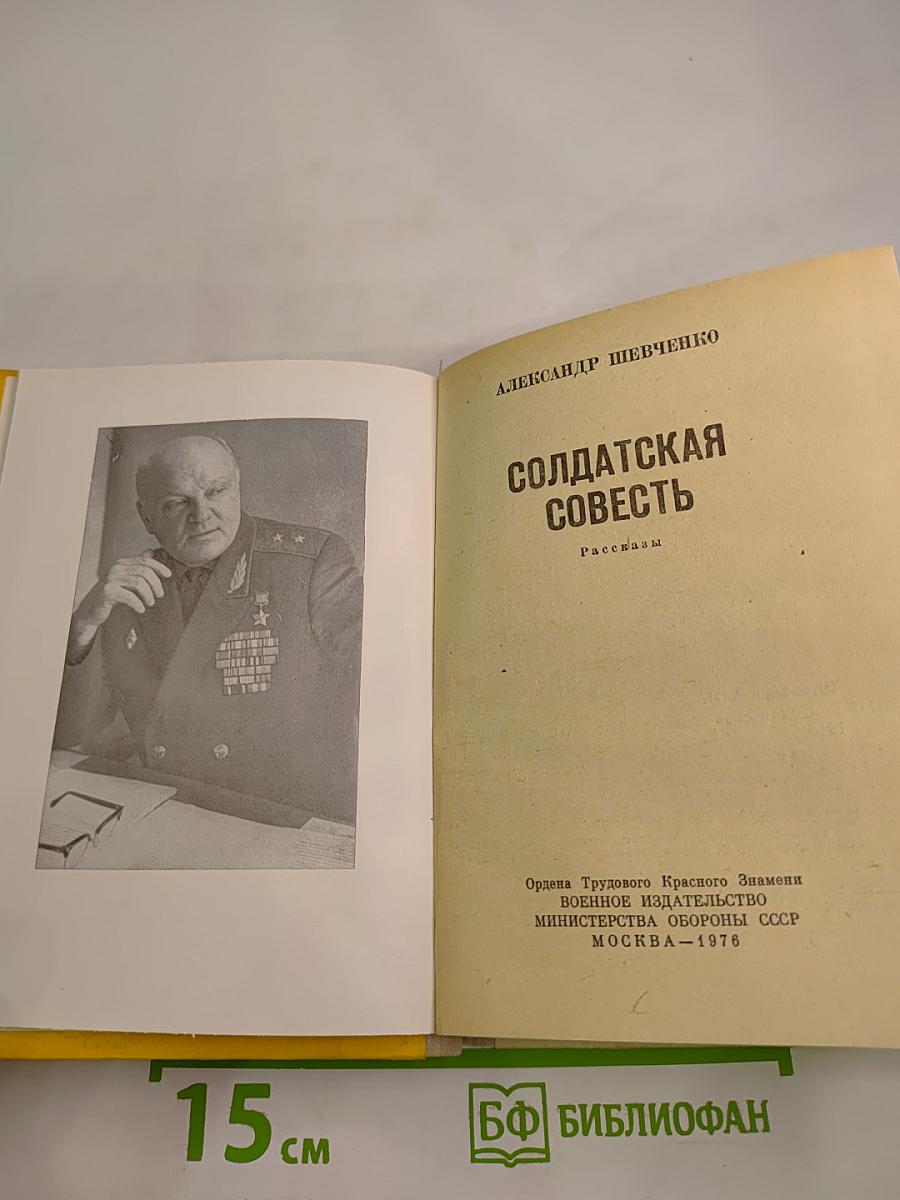 АЛЕКСАНДР ШЕВЧЕНКО
СОЛДАТСКАЯ
СОВЕСТЬ
Рассказы
Ордена Трудового Красного Знамени
ВОЕННОЕ ИЗДАТЕЛЬСТВО
МИНИСТЕРСТВА ОБОРОНЫ СССР
МОСКВА—1976
15 см
БФ БИБЛИОФАН